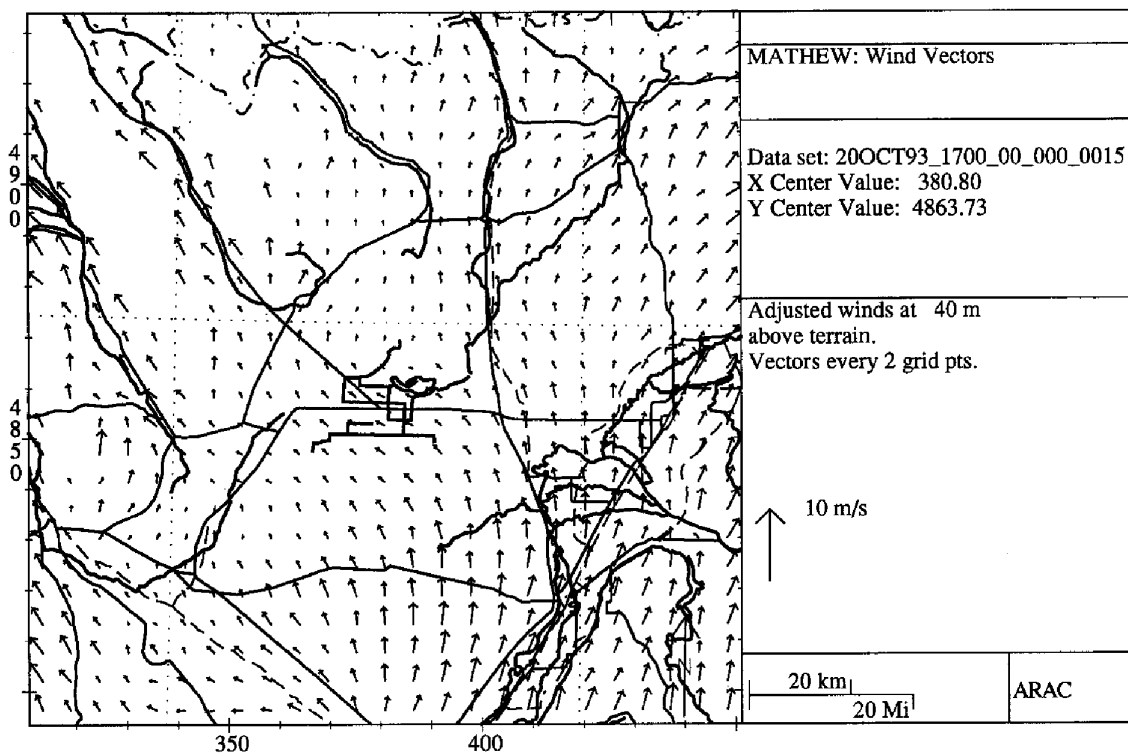 MATHEW: Wind Vectors
Data set: 20OCT93_1700_00_000_0015
X Center Value: 380.80
Y Center Value: 4863.73
Adjusted winds at 40 m
above terrain.
Vectors every 2 grid pts.
10 m/s
20 km
20 Mi
ARAC
4900
4850
350
400